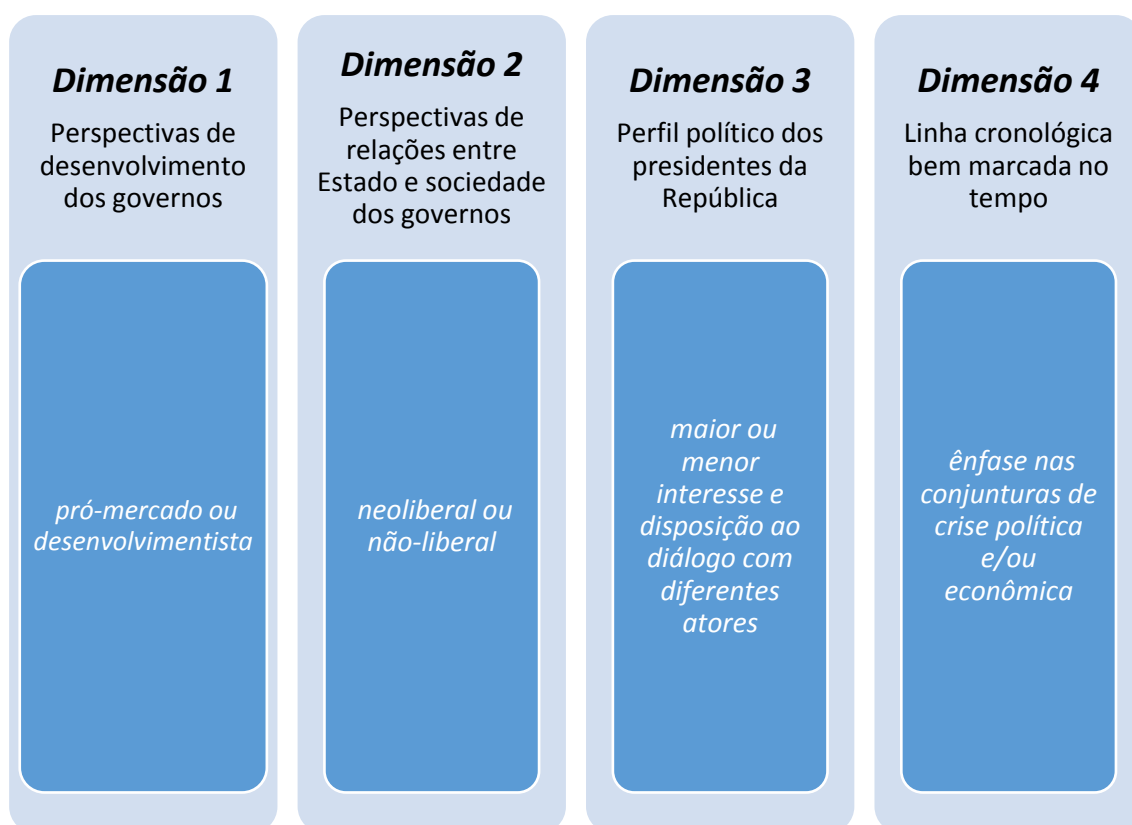 Dimensão 1
Perspectivas de
desenvolvimento
dos governos
pró-mercado ou
desenvolvimentista
Dimensão 2
Perspectivas de
relações entre
Estado e sociedade
dos governos
neoliberal ou
não-liberal
Dimensão 3
Perfil político dos
presidentes da
República
maior ou
menor
interesse e
disposição ao
diálogo com
diferentes
atores
Dimensão 4
Linha cronológica
bem marcada no
tempo
ênfase nas
conjunturas de
crise política
e/ou
econômica